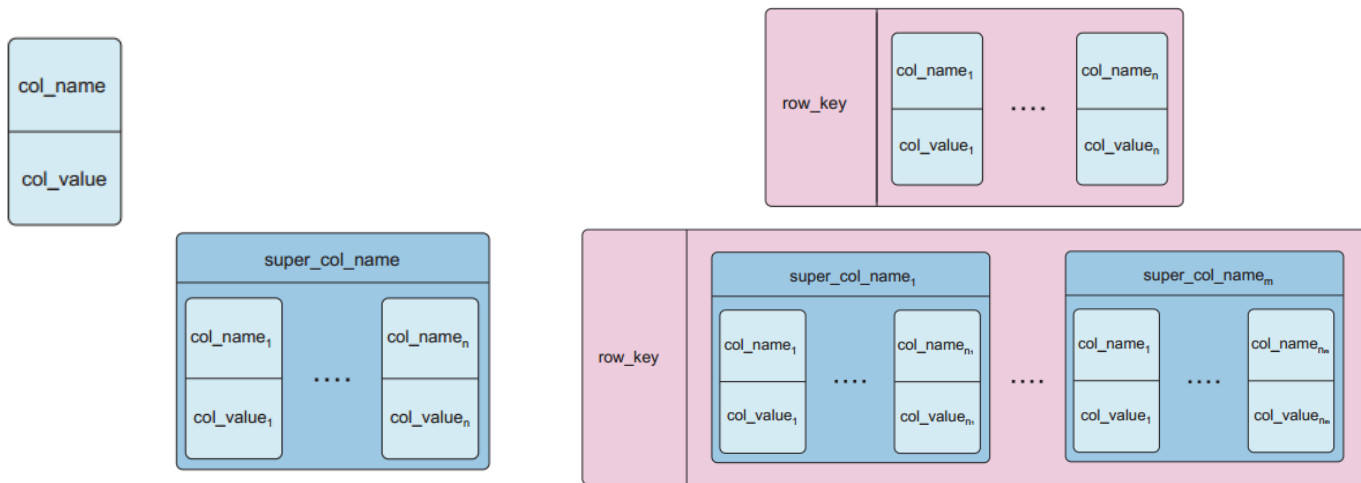 col_name
col_value
row_key
col_name₁
....
col_nameₙ
col_value₁
col_valueₙ
super_col_name
col_name₁
....
col_nameₙ
col_value₁
col_valueₙ
row_key
super_col_name₁
col_name₁
....
col_nameₙ₁
col_value₁
col_valueₙ₁
....
super_col_nameₘ
col_name₁
....
col_nameₙₘ
col_value₁
col_valueₙₘ